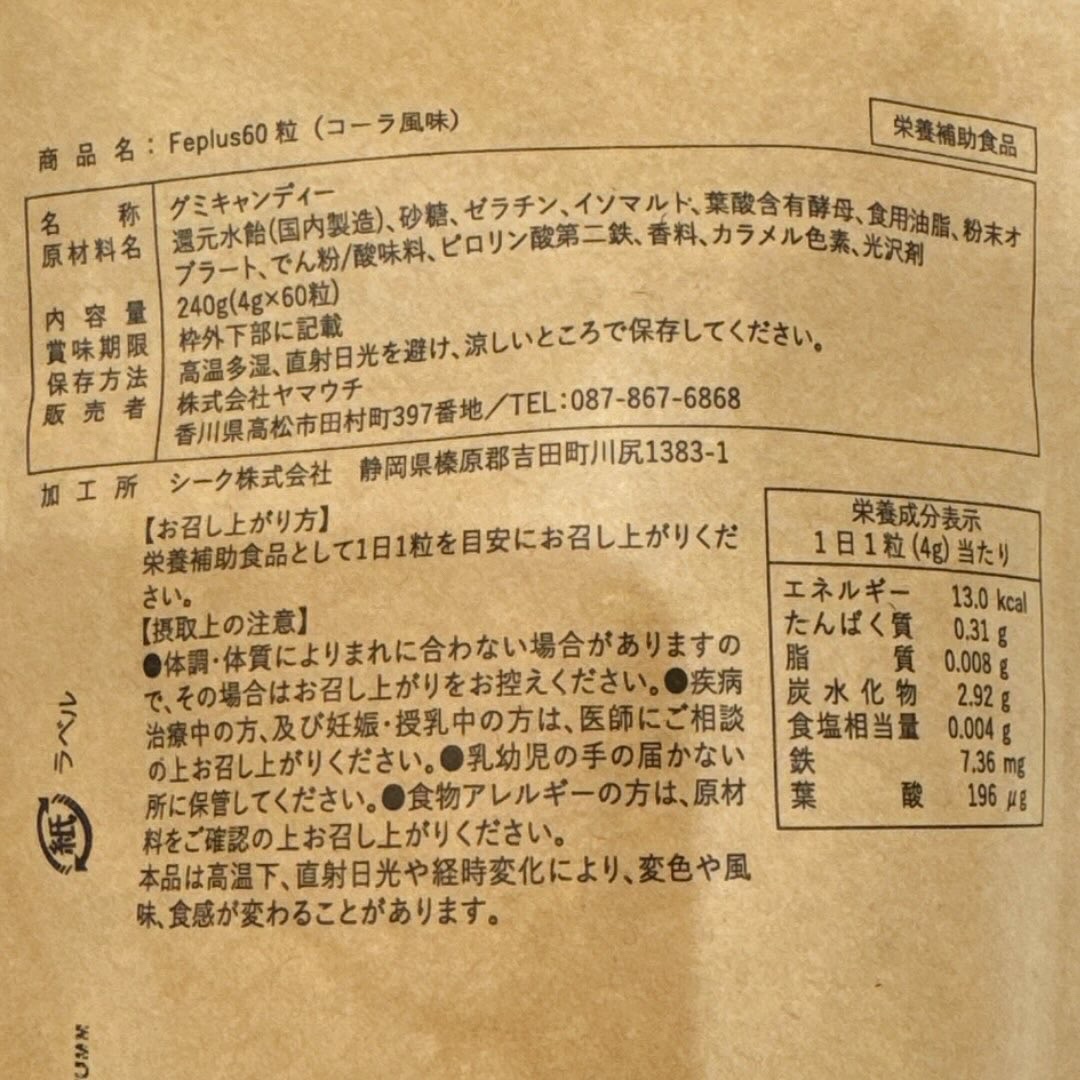 商品名：Feplus60粒（コーラ風味）
栄養補助食品
名称 グミキャンディー
原材料名 還元水飴(国内製造)、砂糖、ゼラチン、イソマルト、葉酸含有酵母、食用油脂、粉末オ
ブラート、でん粉/酸味料、ピロリン酸第二鉄、香料、カラメル色素、光沢剤
内容量 240g(4g×60粒)
賞味期限 枠外下部に記載
保存方法 高温多湿、直射日光を避け、涼しいところで保存してください。
販売者 株式会社ヤマウチ
香川県高松市田村町397番地／TEL：087-867-6868
加工所 シーク株式会社 静岡県榛原郡吉田町川尻1383-1
【お召し上がり方】
栄養補助食品として1日1粒を目安にお召し上がりくだ
さい。
【摂取上の注意】
●体調・体質によりまれに合わない場合がありますの
で、その場合はお召し上がりをお控えください。●疾病
治療中の方、及び妊娠・授乳中の方は、医師にご相談
の上お召し上がりください。●乳幼児の手の届かない
所に保管してください。●食物アレルギーの方は、原材
料をご確認の上お召し上がりください。
本品は高温下、直射日光や経時変化により、変色や風
味、食感が変わることがあります。
栄養成分表示
1日1粒(4g)当たり
エネルギー 13.0 kcal
たんぱく質 0.31 g
脂質 0.008 g
炭水化物 2.92 g
食塩相当量 0.004 g
鉄 7.36 mg
葉酸 196 μg
紙 ラベル